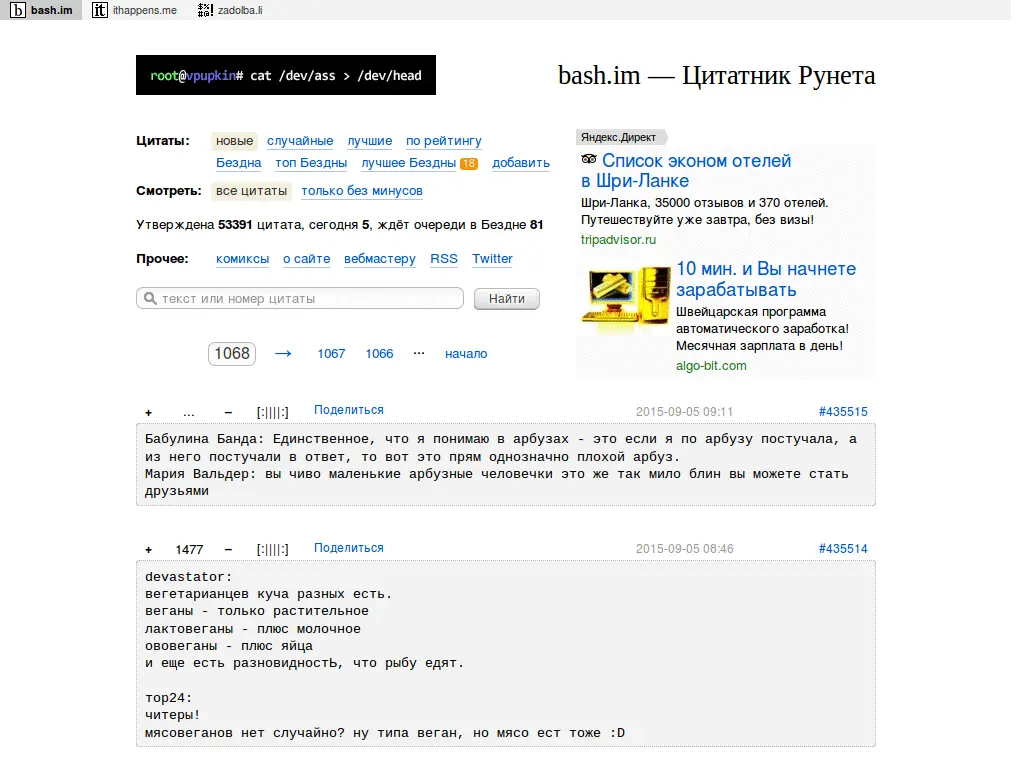 bash.im ithappens.me zadolba.li
root@vpupkin# cat /dev/ass > /dev/head
bash.im — Цитатник Рунета
Цитаты: новые случайные лучшие по рейтингу
Бездна топ Бездны лучшее Бездны 18 добавить
Смотреть: все цитаты только без минусов
Утверждена 53391 цитата, сегодня 5, ждёт очереди в Бездне 81
Прочее: комиксы о сайте вебмастеру RSS Twitter
текст или номер цитаты Найти
1068 → 1067 1066 ... начало
Яндекс.Директ
Список эконом отелей
в Шри-Ланке
Шри-Ланка, 35000 отзывов и 370 отелей.
Путешествуйте уже завтра, без визы!
tripadvisor.ru
10 мин. и Вы начнете
зарабатывать
Швейцарская программа
автоматического заработка!
Месячная зарплата в день!
algo-bit.com
+ ... – [:||||:] Поделиться 2015-09-05 09:11 #435515
Бабулина Банда: Единственное, что я понимаю в арбузах - это если я по арбузу постучала, а
из него постучали в ответ, то вот это прям однозначно плохой арбуз.
Мария Вальдер: вы чиво маленькие арбузные человечки это же так мило блин вы можете стать
друзьями
+ 1477 – [:||||:] Поделиться 2015-09-05 08:46 #435514
devastator:
вегетарианцев куча разных есть.
веганы - только растительное
лактовеганы - плюс молочное
ововеганы - плюс яйца
и еще есть разновидностЬ, что рыбу едят.
top24:
читеры!
мясовеганов нет случайно? ну типа веган, но мясо ест тоже :D